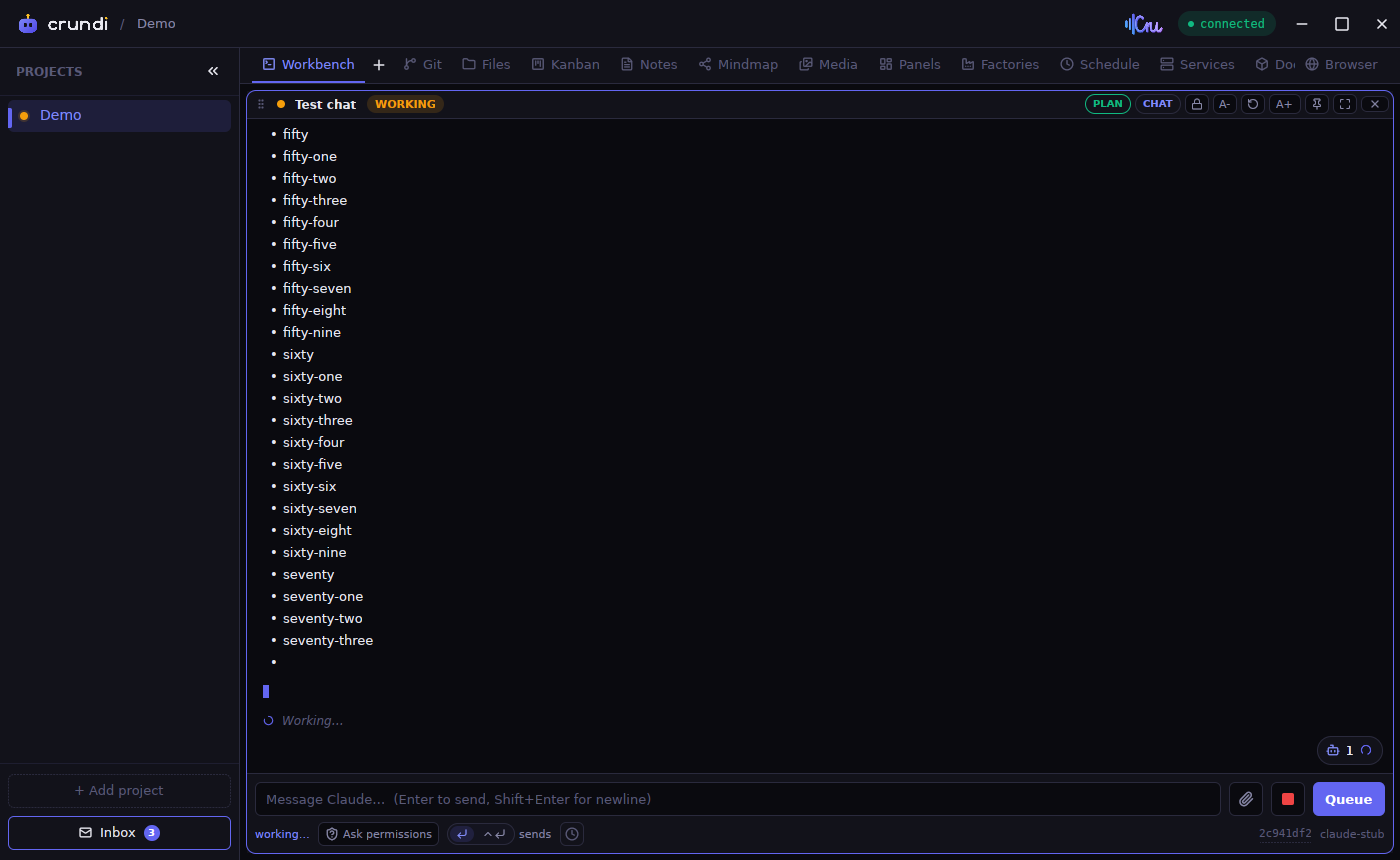 crundi / Demo
Cru
connected
PROJECTS
Workbench + Git Files Kanban Notes Mindmap Media Panels Factories Schedule Services Doc Browser
Demo
Test chat WORKING PLAN CHAT A- A+
• fifty
• fifty-one
• fifty-two
• fifty-three
• fifty-four
• fifty-five
• fifty-six
• fifty-seven
• fifty-eight
• fifty-nine
• sixty
• sixty-one
• sixty-two
• sixty-three
• sixty-four
• sixty-five
• sixty-six
• sixty-seven
• sixty-eight
• sixty-nine
• seventy
• seventy-one
• seventy-two
• seventy-three
•
Working...
1
+ Add project
Message Claude... (Enter to send, Shift+Enter for newline)
Queue
Inbox 3
working... Ask permissions sends 2c941df2 claude-stub